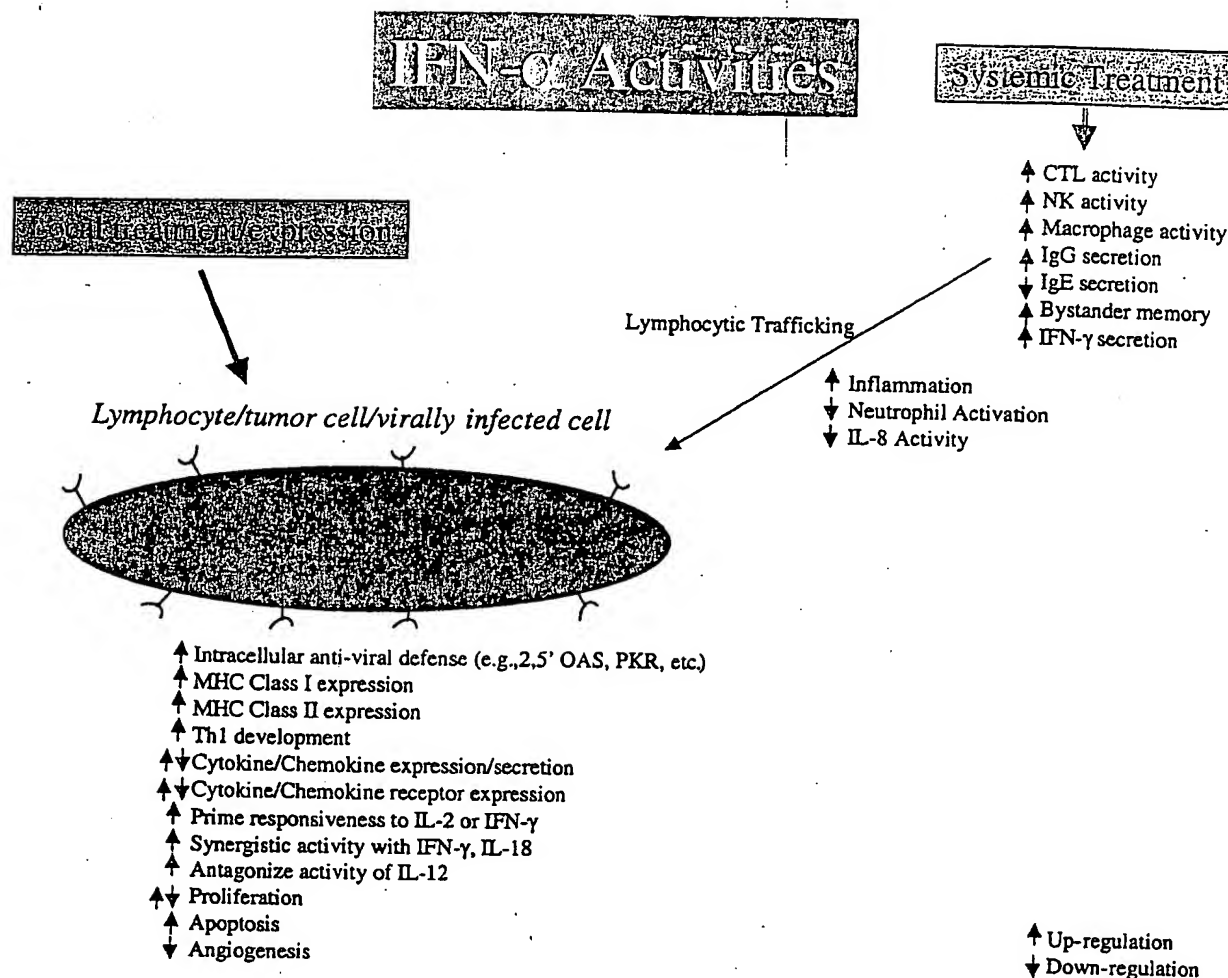 IFN-α Activities
Systemic Treatment
↑ CTL activity
↑ NK activity
↑ Macrophage activity
↑ IgG secretion
↓ IgE secretion
↑ Bystander memory
↑ IFN-γ secretion
Local treatment/expression
Lymphocytic Trafficking
↑ Inflammation
↓ Neutrophil Activation
↓ IL-8 Activity
Lymphocyte/tumor cell/virally infected cell
↑ Intracellular anti-viral defense (e.g.,2,5' OAS, PKR, etc.)
↑ MHC Class I expression
↑ MHC Class II expression
↑ Th1 development
↑↓ Cytokine/Chemokine expression/secretion
↑↓ Cytokine/Chemokine receptor expression
↑ Prime responsiveness to IL-2 or IFN-γ
↑ Synergistic activity with IFN-γ, IL-18
↑ Antagonize activity of IL-12
↑↓ Proliferation
↑ Apoptosis
↓ Angiogenesis
↑ Up-regulation
↓ Down-regulation